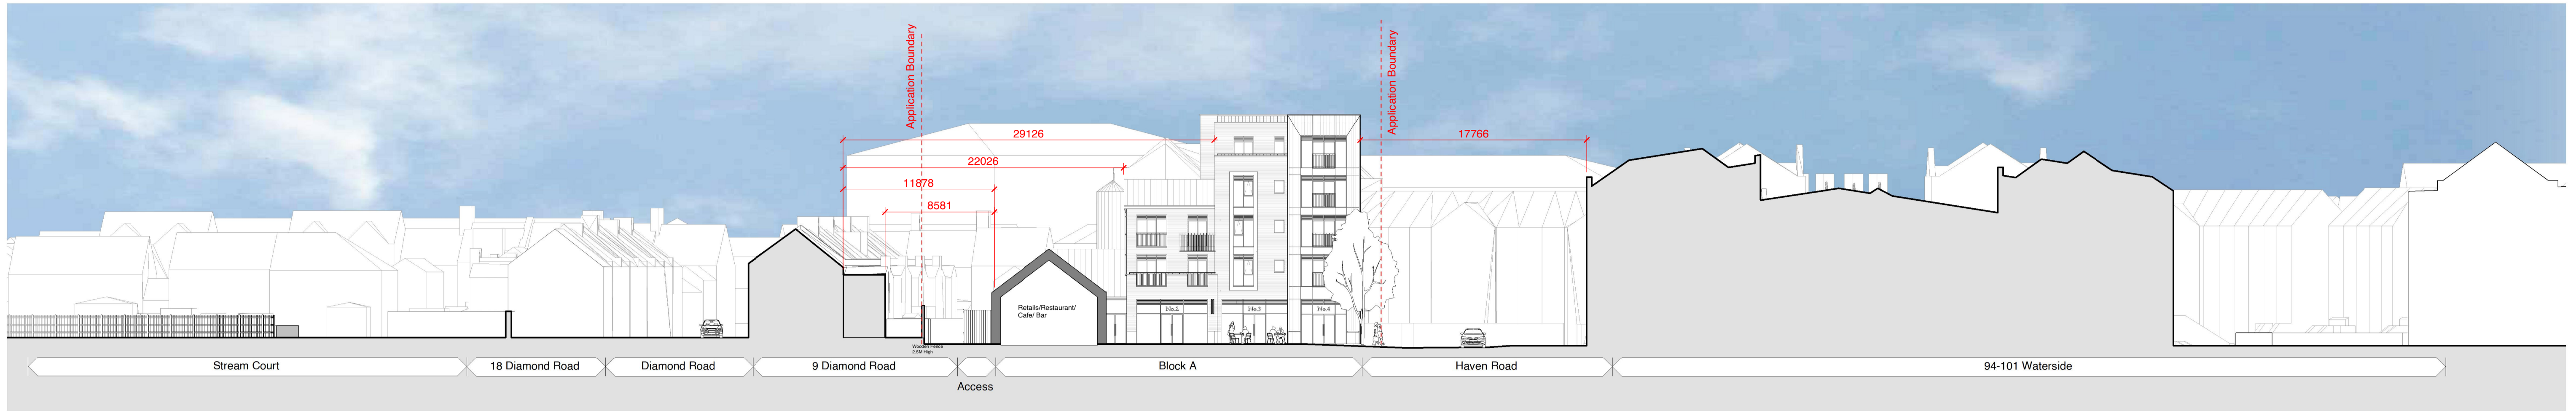 Application Boundary
Application Boundary
29126
17766
22026
11878
8581
Retails/Restaurant/
Cafe/ Bar
No.2
No.3
No.4
Wooden Fence
2.5M High
Stream Court
18 Diamond Road
Diamond Road
9 Diamond Road
Block A
Haven Road
94-101 Waterside
Access